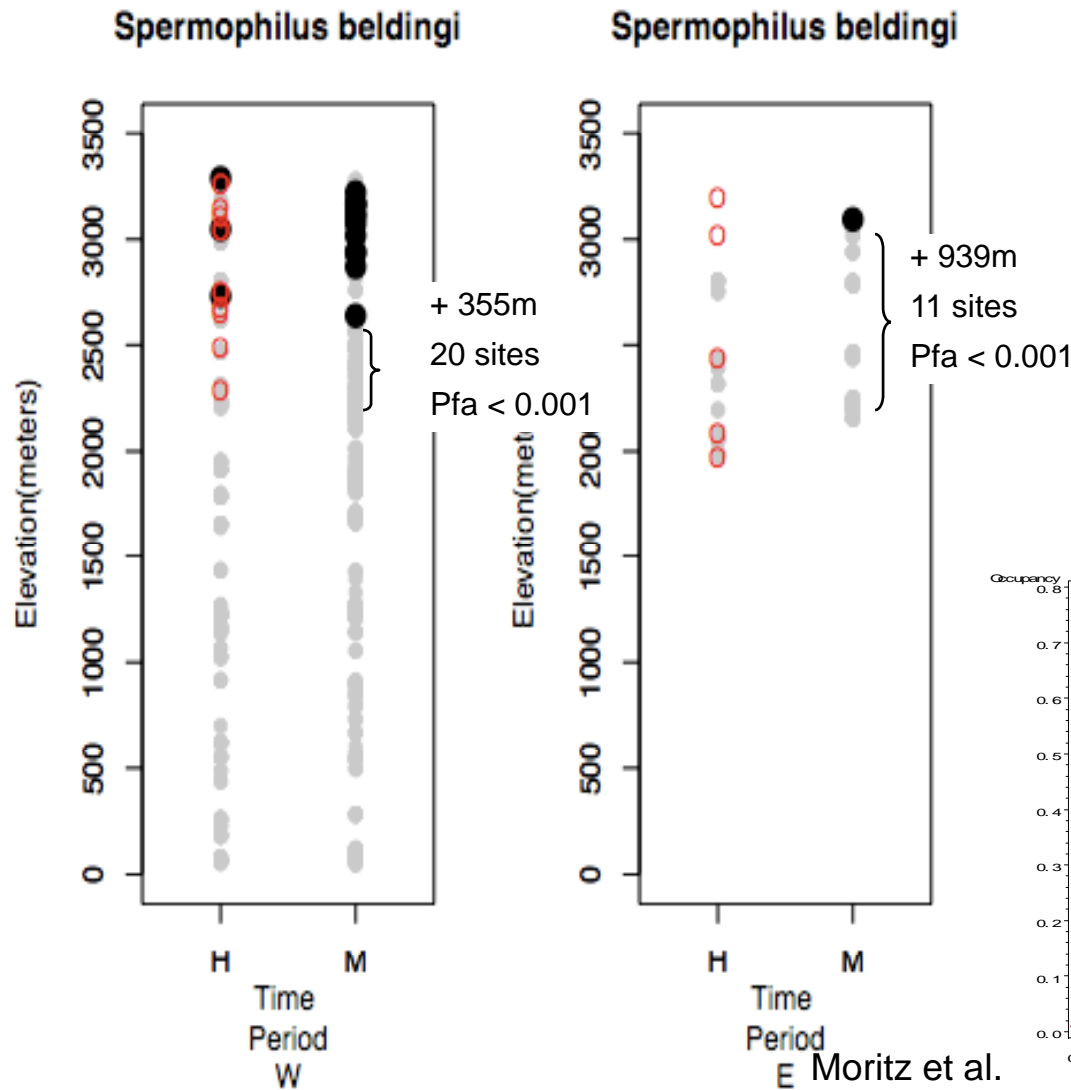 Spermophilus beldingi
Elevation(meters)
3500
3000
2500
2000
1500
1000
500
0
+ 355m
20 sites
Pfa < 0.001
H M
Time
Period
W
Spermophilus beldingi
3500
3000
2500
2000
1500
1000
500
0
+ 939m
11 sites
Pfa < 0.001
H M
Time
Period
E
Moritz et al.
Occupancy
0.8
0.7
0.6
0.5
0.4
0.3
0.2
0.1
0.0